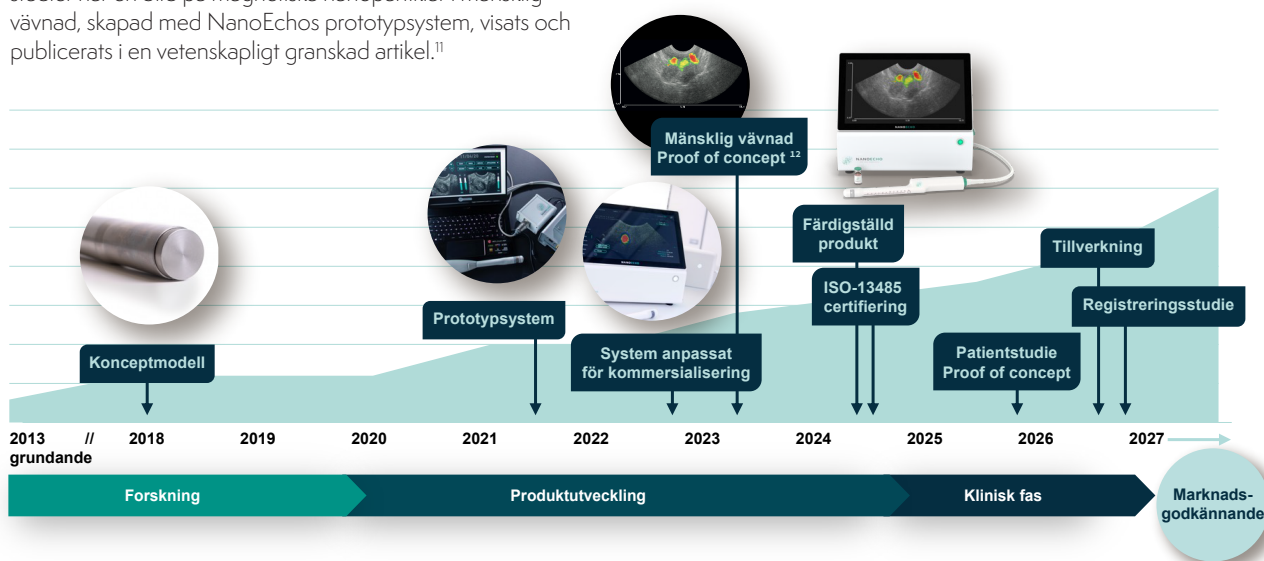 vävnad, skapad med NanoEchos prototypsystem, visats och
publicerats i en vetenskapligt granskad artikel.¹¹
Mänsklig vävnad
Proof of concept ¹²
Färdigställd
produkt
Tillverkning
ISO-13485
certifiering
Registreringsstudie
Prototypsystem
Konceptmodell
System anpassat
för kommersialisering
Patientstudie
Proof of concept
2013 // 2018 2019 2020 2021 2022 2023 2024 2025 2026 2027
grundande
Forskning
Produktutveckling
Klinisk fas
Marknads-
godkännande